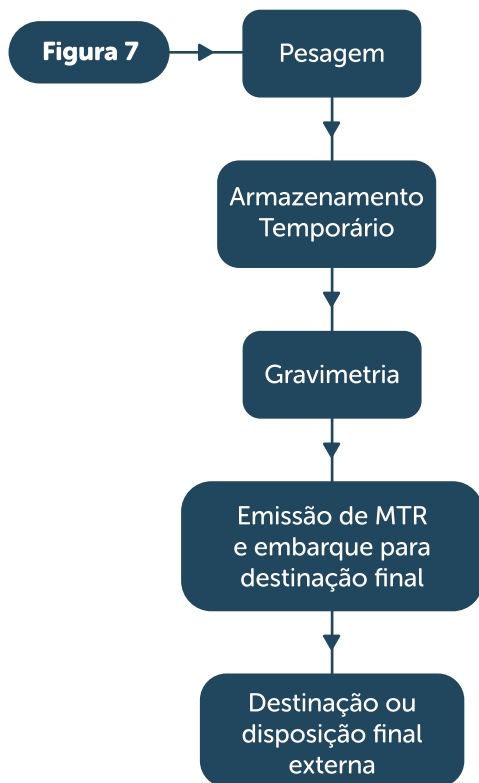 Figura 7
Pesagem
Armazenamento
Temporário
Gravimetria
Emissão de MTR
e embarque para
destinação final
Destinação ou
disposição final
externa